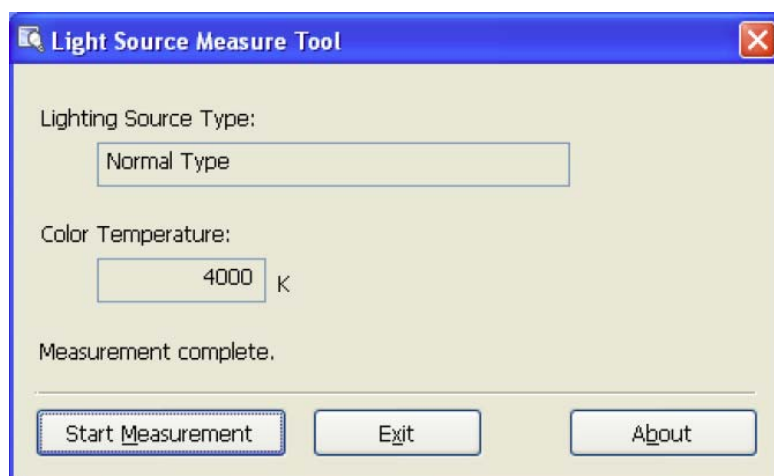 Light Source Measure Tool
Lighting Source Type:
Normal Type
Color Temperature:
4000 K
Measurement complete.
Start Measurement Exit About